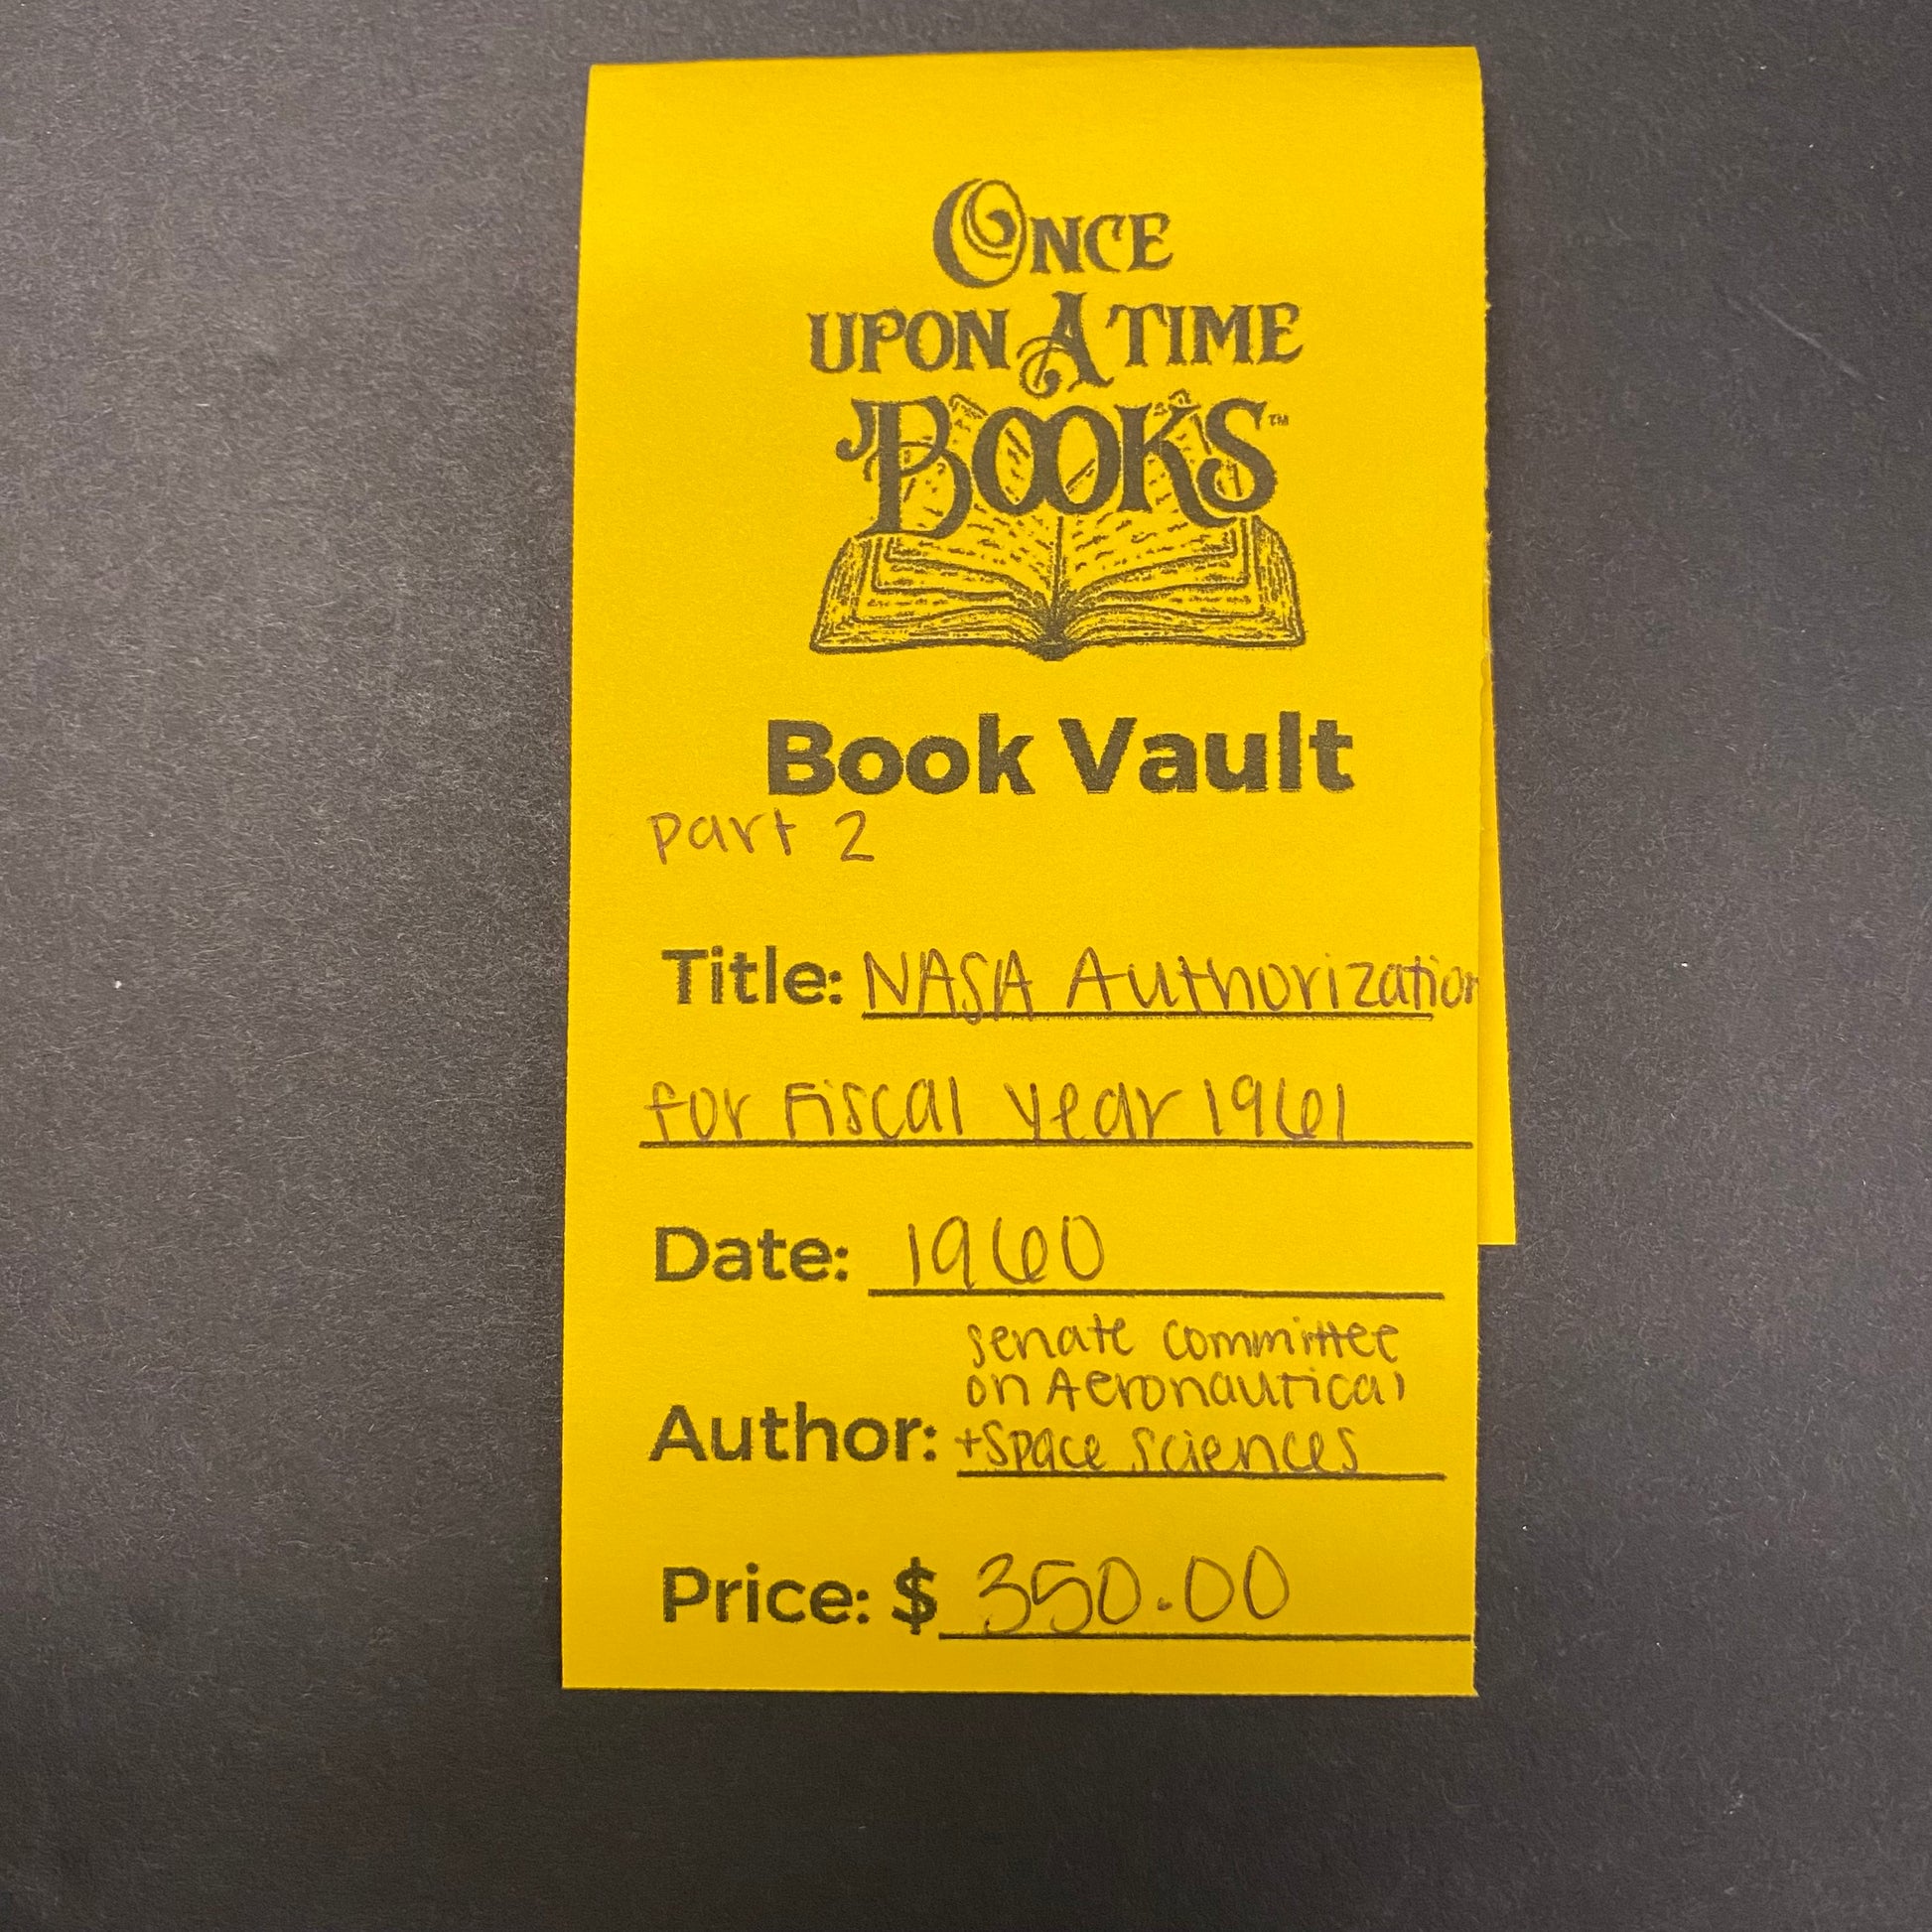 ONCE
UPON A TIME
BOOKS™
Book Vault
part 2
Title: NASA Authorization
for Fiscal year 1961
Date: 1960
senate committee
on Aeronautical
Author: +Space Sciences
Price: $ 350.00